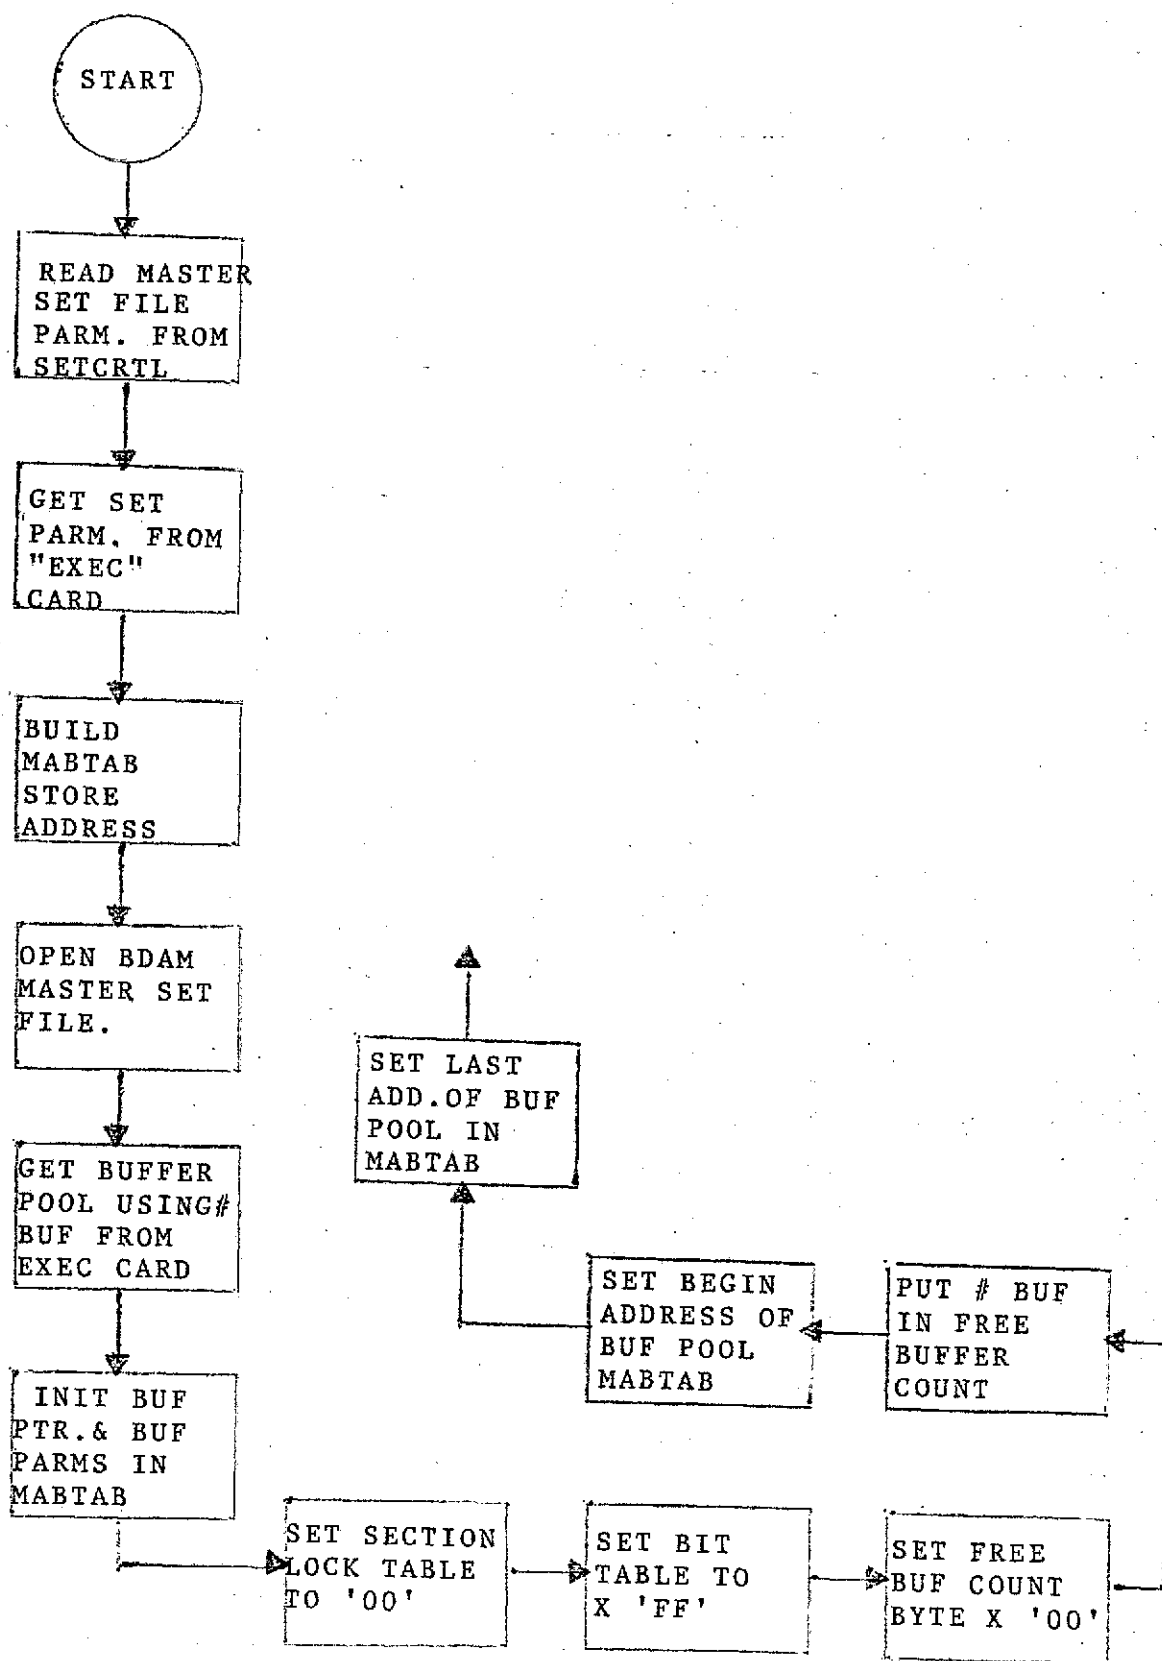 START
READ MASTER
SET FILE
PARM. FROM
SETCRTL
GET SET
PARM. FROM
"EXEC"
CARD
BUILD
MABTAB
STORE
ADDRESS
OPEN BDAM
MASTER SET
FILE.
GET BUFFER
POOL USING#
BUF FROM
EXEC CARD
INIT BUF
PTR.& BUF
PARMS IN
MABTAB
SET SECTION
LOCK TABLE
TO '00'
SET BIT
TABLE TO
X 'FF'
SET FREE
BUF COUNT
BYTE X '00'
PUT # BUF
IN FREE
BUFFER
COUNT
SET BEGIN
ADDRESS OF
BUF POOL
MABTAB
SET LAST
ADD.OF BUF
POOL IN
MABTAB